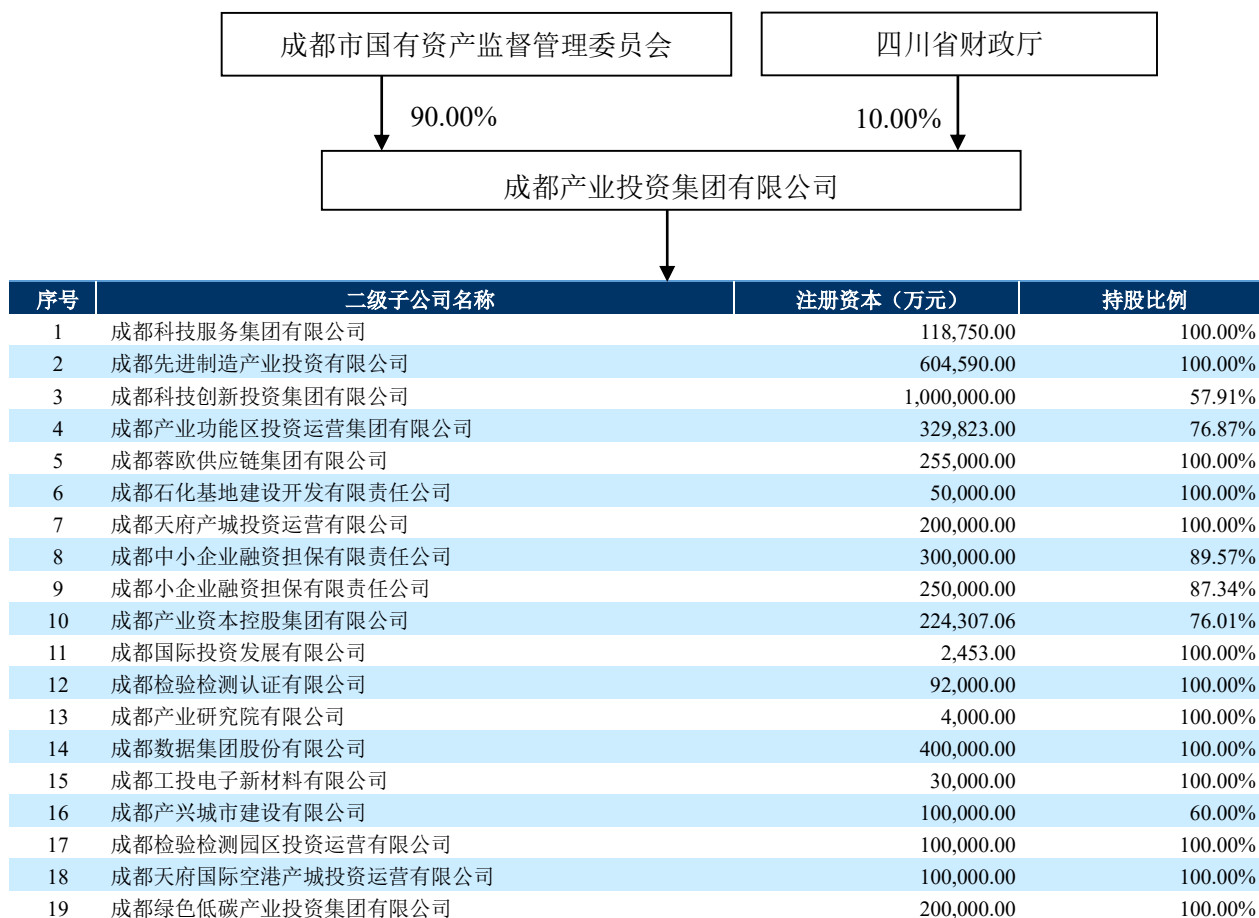 成都市国有资产监督管理委员会 四川省财政厅
90.00% 10.00%
成都产业投资集团有限公司
序号 二级子公司名称 注册资本（万元） 持股比例
1 成都科技服务集团有限公司 118,750.00 100.00%
2 成都先进制造产业投资有限公司 604,590.00 100.00%
3 成都科技创新投资集团有限公司 1,000,000.00 57.91%
4 成都产业功能区投资运营集团有限公司 329,823.00 76.87%
5 成都蓉欧供应链集团有限公司 255,000.00 100.00%
6 成都石化基地建设开发有限责任公司 50,000.00 100.00%
7 成都天府产城投资运营有限公司 200,000.00 100.00%
8 成都中小企业融资担保有限责任公司 300,000.00 89.57%
9 成都小企业融资担保有限责任公司 250,000.00 87.34%
10 成都产业资本控股集团有限公司 224,307.06 76.01%
11 成都国际投资发展有限公司 2,453.00 100.00%
12 成都检验检测认证有限公司 92,000.00 100.00%
13 成都产业研究院有限公司 4,000.00 100.00%
14 成都数据集团股份有限公司 400,000.00 100.00%
15 成都工投电子新材料有限公司 30,000.00 100.00%
16 成都产兴城市建设有限公司 100,000.00 60.00%
17 成都检验检测园区投资运营有限公司 100,000.00 100.00%
18 成都天府国际空港产城投资运营有限公司 100,000.00 100.00%
19 成都绿色低碳产业投资集团有限公司 200,000.00 100.00%